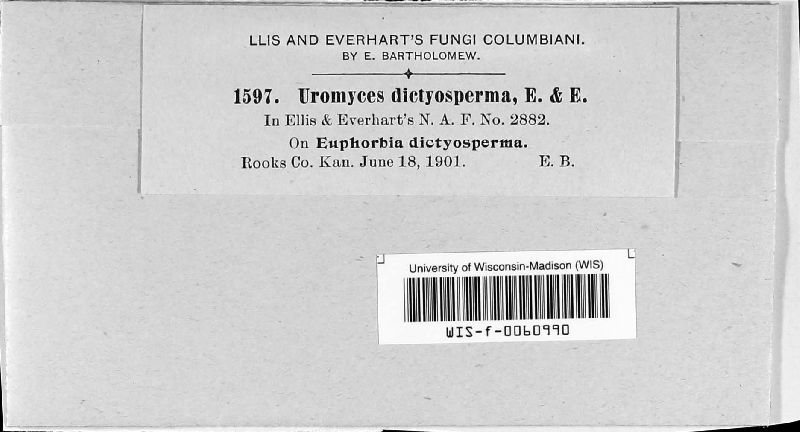 LLIS AND EVERHART'S FUNGI COLUMBIANI.
BY E. BARTHOLOMEW.
1597. Uromyces dictyosperma, E. & E.
In Ellis & Everhart's N. A. F. No. 2882.
On Euphorbia dictyosperma.
Rooks Co. Kan. June 18, 1901. E. B.
University of Wisconsin-Madison (WIS)
WIS-f-0060990